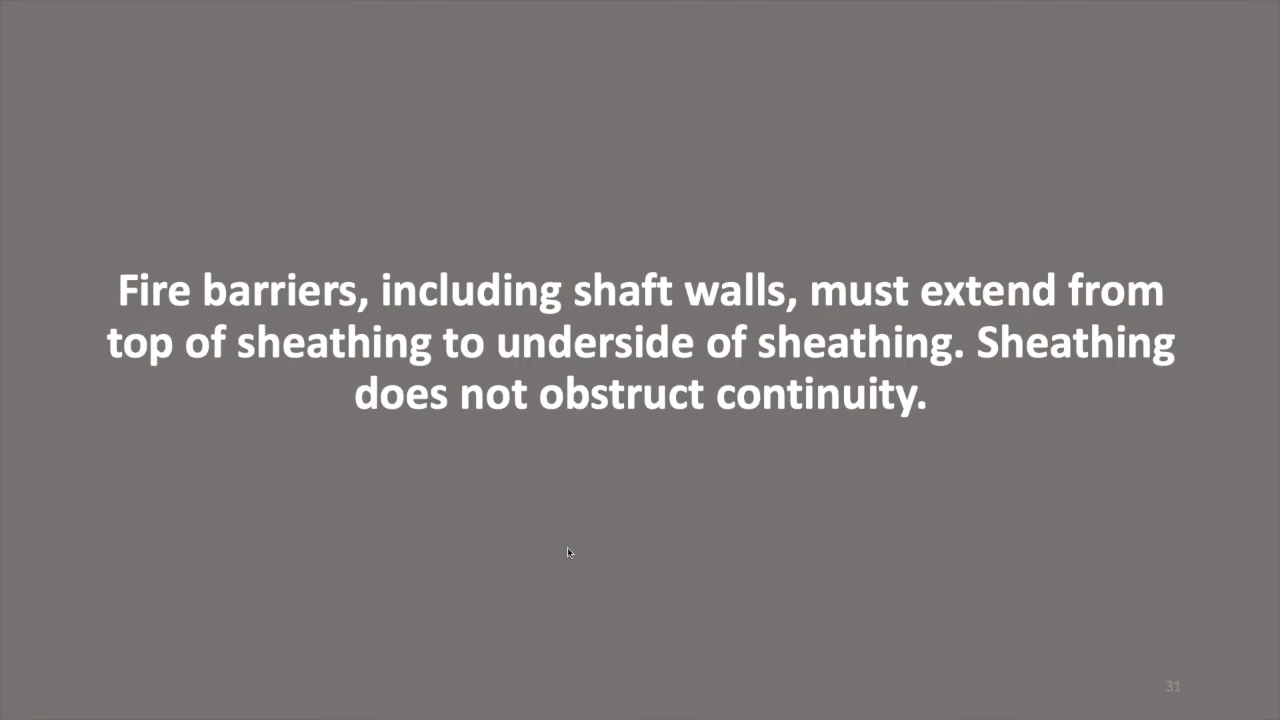 Fire barriers, including shaft walls, must extend from
top of sheathing to underside of sheathing. Sheathing
does not obstruct continuity.
31